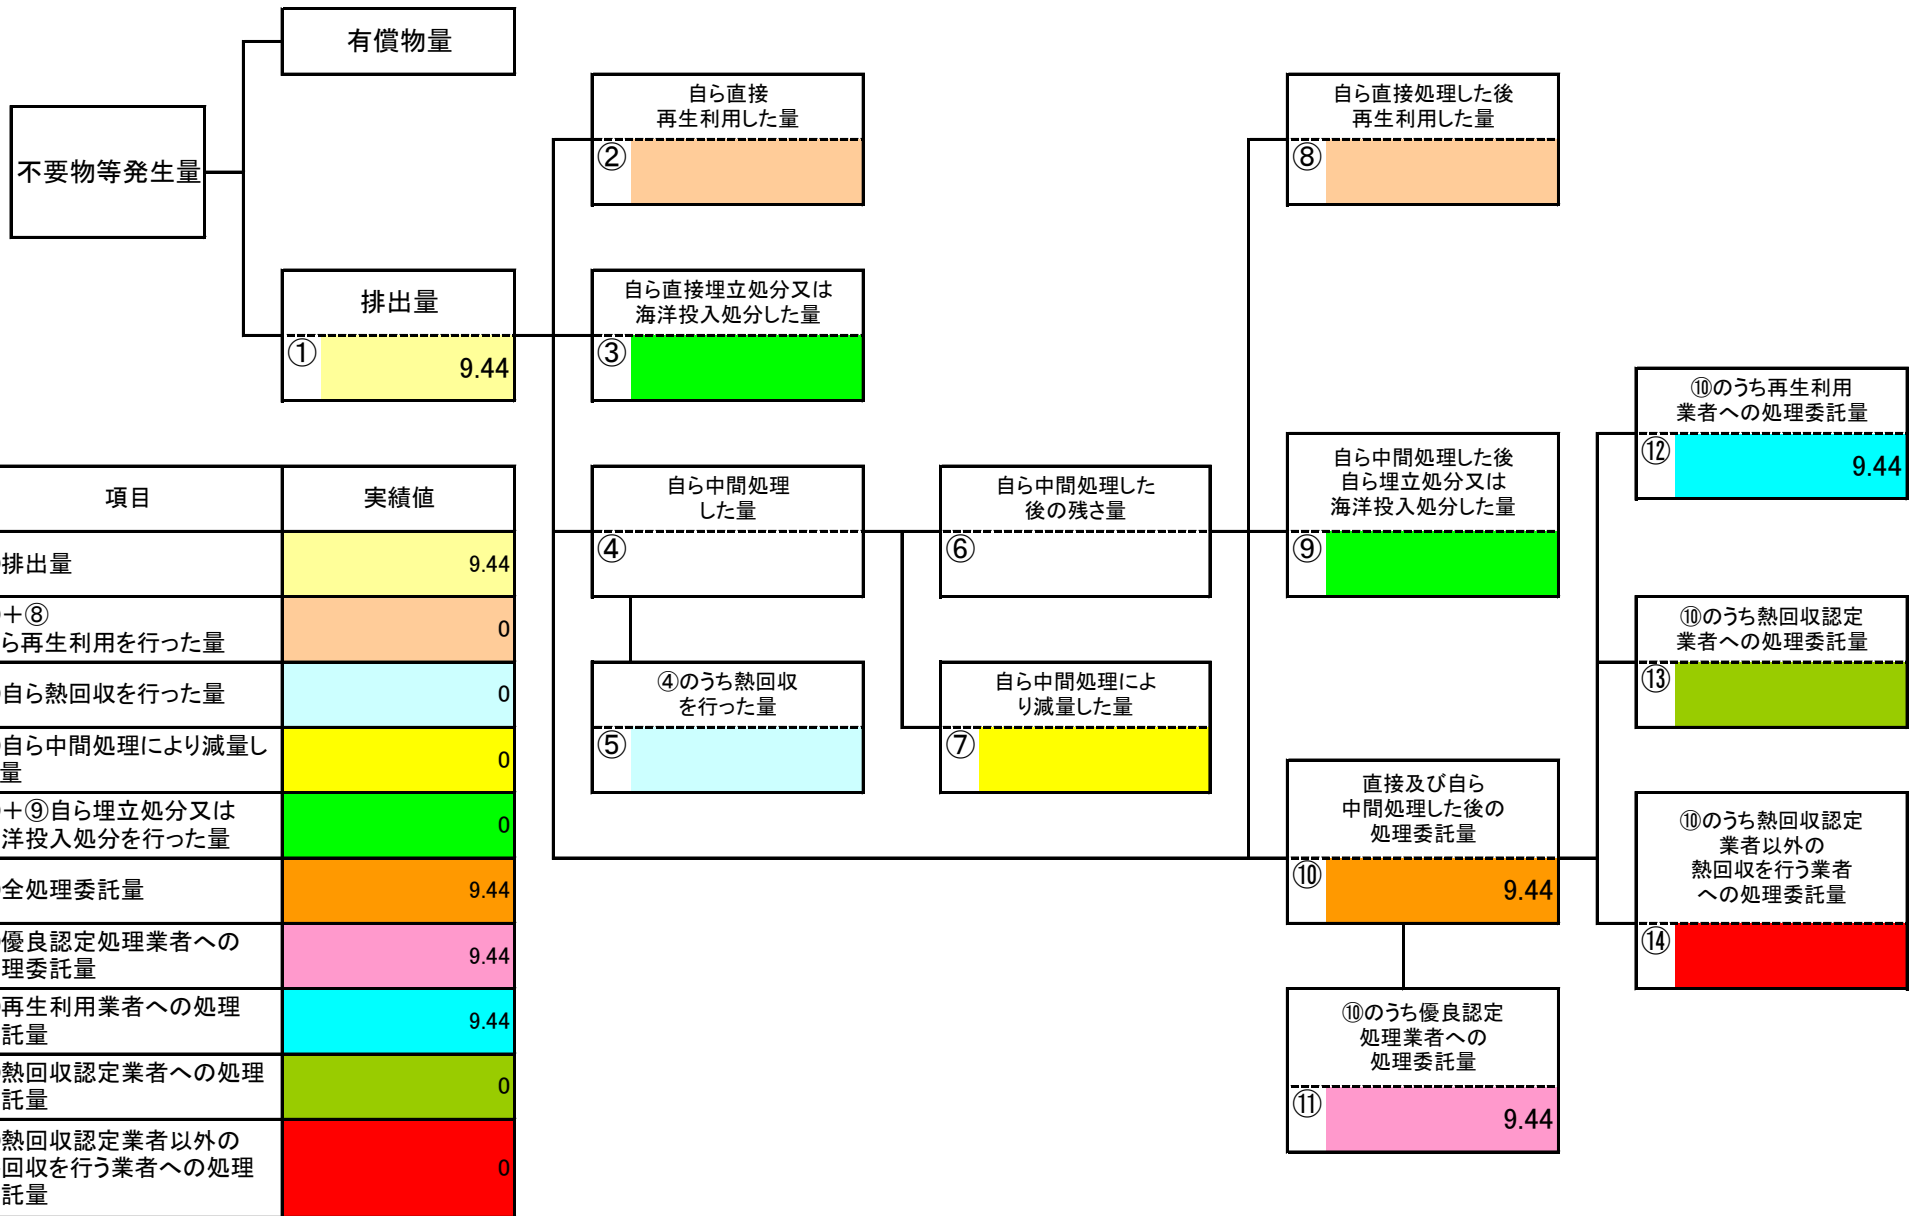 有償物量
不要物等発生量
排出量
①
9.44
自ら直接
再生利用した量
②
自ら直接埋立処分又は
海洋投入処分した量
③
自ら中間処理
した量
④
④のうち熱回収
を行った量
⑤
自ら中間処理した
後の残さ量
⑥
自ら中間処理によ
り減量した量
⑦
自ら直接処理した後
再生利用した量
⑧
自ら中間処理した後
自ら埋立処分又は
海洋投入処分した量
⑨
直接及び自ら
中間処理した後の
処理委託量
⑩
9.44
⑩のうち優良認定
処理業者への
処理委託量
⑪
9.44
⑩のうち再生利用
業者への処理委託量
⑫
9.44
⑩のうち熱回収認定
業者への処理委託量
⑬
⑩のうち熱回収認定
業者以外の
熱回収を行う業者
への処理委託量
⑭
項目
実績値
排出量
9.44
+⑧
ら再生利用を行った量
0
自ら熱回収を行った量
0
自ら中間処理により減量し
量
0
+⑨自ら埋立処分又は
洋投入処分を行った量
0
全処理委託量
9.44
優良認定処理業者への
理委託量
9.44
再生利用業者への処理
託量
9.44
熱回収認定業者への処理
託量
0
熱回収認定業者以外の
回収を行う業者への処理
託量
0